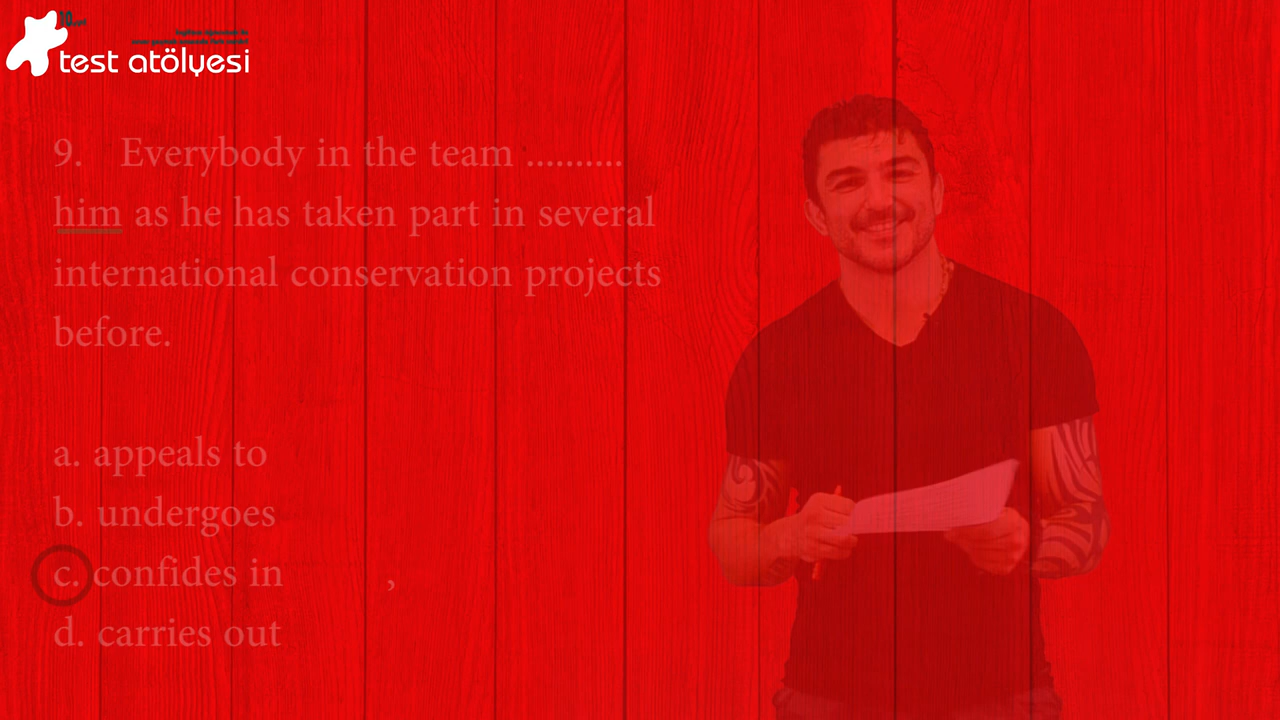 test atölyesi
9. Everybody in the team ..........
him as he has taken part in several
international conservation projects
before.
a. appeals to
b. undergoes
c. confides in ,
d. carries out